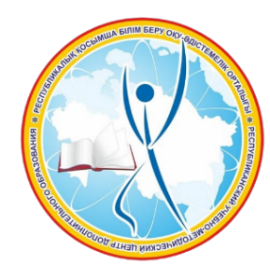 РЕСПУБЛИКАЛЫҚ ҚОСЫМША БІЛІМ БЕРУ ОҚУ-ӘДІСТЕМЕЛІК ОРТАЛЫҒЫ
РЕСПУБЛИКАНСКИЙ УЧЕБНО-МЕТОДИЧЕСКИЙ ЦЕНТР ДОПОЛНИТЕЛЬНОГО ОБРАЗОВАНИЯ